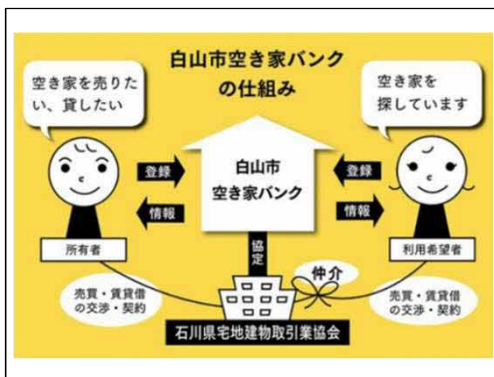 白山市空き家バンク
の仕組み
空き家を売りた
い、貸したい
空き家を
探しています
登録
情報
白山市
空き家バンク
登録
情報
所有者
協定
利用希望者
仲介
売買・賃貸借
の交渉・契約
売買・賃貸借
の交渉・契約
石川県宅地建物取引業協会